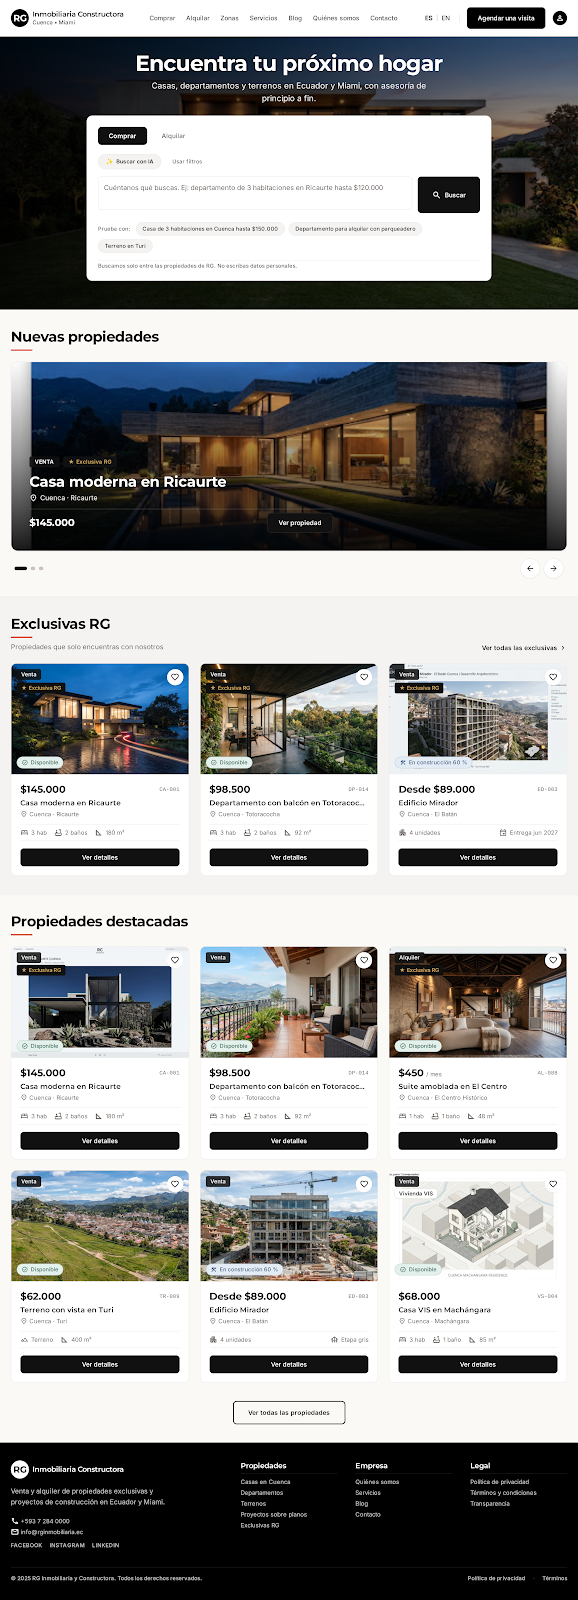 RG Inmobiliaria Constructora
Cuenca • Miami
Comprar Alquilar Zonas Servicios Blog Quiénes somos Contacto
ES | EN
Agendar una visita
Encuentra tu próximo hogar
Casas, departamentos y terrenos en Ecuador y Miami, con asesoría de
principio a fin.
Comprar Alquilar
✨ Buscar con IA Usar filtros
Cuéntanos qué buscas. Ej: departamento de 3 habitaciones en Ricaurte hasta $120.000
Buscar
Prueba con: Casa de 3 habitaciones en Cuenca hasta $150.000 Departamento para alquilar con parqueadero
Terreno en Turi
Buscamos solo entre las propiedades de RG. No escribas datos personales.
Nuevas propiedades
VENTA ★ Exclusiva RG
Casa moderna en Ricaurte
Cuenca · Ricaurte
$145.000 Ver propiedad
Exclusivas RG
Propiedades que solo encuentras con nosotros
Ver todas las exclusivas
Venta
★ Exclusiva RG
Disponible
$145.000 CA-001
Casa moderna en Ricaurte
Cuenca · Ricaurte
3 hab 2 baños 180 m²
Ver detalles
Venta
★ Exclusiva RG
Disponible
$98.500 DP-014
Departamento con balcón en Totoracoc...
Cuenca · Totoracocha
3 hab 2 baños 92 m²
Ver detalles
Venta
★ Exclusiva RG
En construcción 60 %
Desde $89.000 ED-003
Edificio Mirador
Cuenca · El Batán
4 unidades Entrega jun 2027
Ver detalles
Propiedades destacadas
Venta
★ Exclusiva RG
RG
Disponible
$145.000 CA-001
Casa moderna en Ricaurte
Cuenca · Ricaurte
3 hab 2 baños 180 m²
Ver detalles
Venta
Disponible
$98.500 DP-014
Departamento con balcón en Totoracoc...
Cuenca · Totoracocha
3 hab 2 baños 92 m²
Ver detalles
Alquiler
★ Exclusiva RG
Disponible
$450 / mes AL-008
Suite amoblada en El Centro
Cuenca · El Centro Histórico
1 hab 1 baño 48 m²
Ver detalles
Venta
Disponible
$62.000 TR-009
Terreno con vista en Turi
Cuenca · Turi
Terreno 400 m²
Ver detalles
Venta
En construcción 60 %
Desde $89.000 ED-003
Edificio Mirador
Cuenca · El Batán
4 unidades Etapa gris
Ver detalles
Venta
Vivienda VIS
Disponible
$68.000 VS-004
Casa VIS en Machángara
Cuenca · Machángara
3 hab 1 baño 85 m²
Ver detalles
Ver todas las propiedades
RG Inmobiliaria Constructora
Venta y alquiler de propiedades exclusivas y
proyectos de construcción en Ecuador y Miami.
+593 7 284 0000
info@rginmobiliaria.ec
FACEBOOK INSTAGRAM LINKEDIN
Propiedades
Casas en Cuenca
Departamentos
Terrenos
Proyectos sobre planos
Exclusivas RG
Empresa
Quiénes somos
Servicios
Blog
Contacto
Legal
Política de privacidad
Términos y condiciones
Transparencia
© 2025 RG Inmobiliaria y Constructora. Todos los derechos reservados.
Política de privacidad Términos